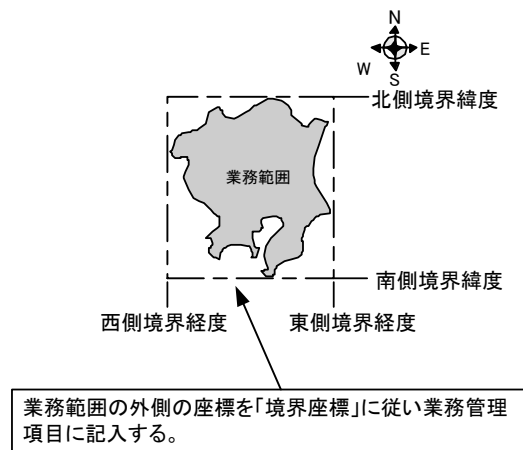 N
W
E
S
北側境界緯度
業務範囲
南側境界緯度
西側境界経度
東側境界経度
業務範囲の外側の座標を「境界座標」に従い業務管理
項目に記入する。